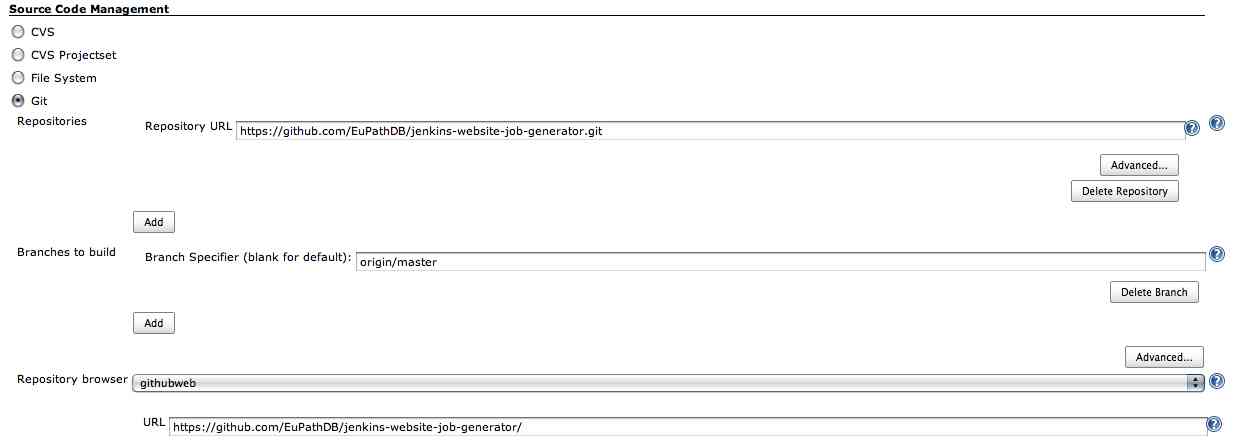 Source Code Management
CVS
CVS Projectset
File System
Git
Repositories Repository URL https://github.com/EuPathDB/jenkins-website-job-generator.git ? ?
Advanced...
Delete Repository
Add
Branches to build Branch Specifier (blank for default): origin/master ?
Delete Branch
Add
Advanced...
Repository browser githubweb ?
URL https://github.com/EuPathDB/jenkins-website-job-generator/ ?